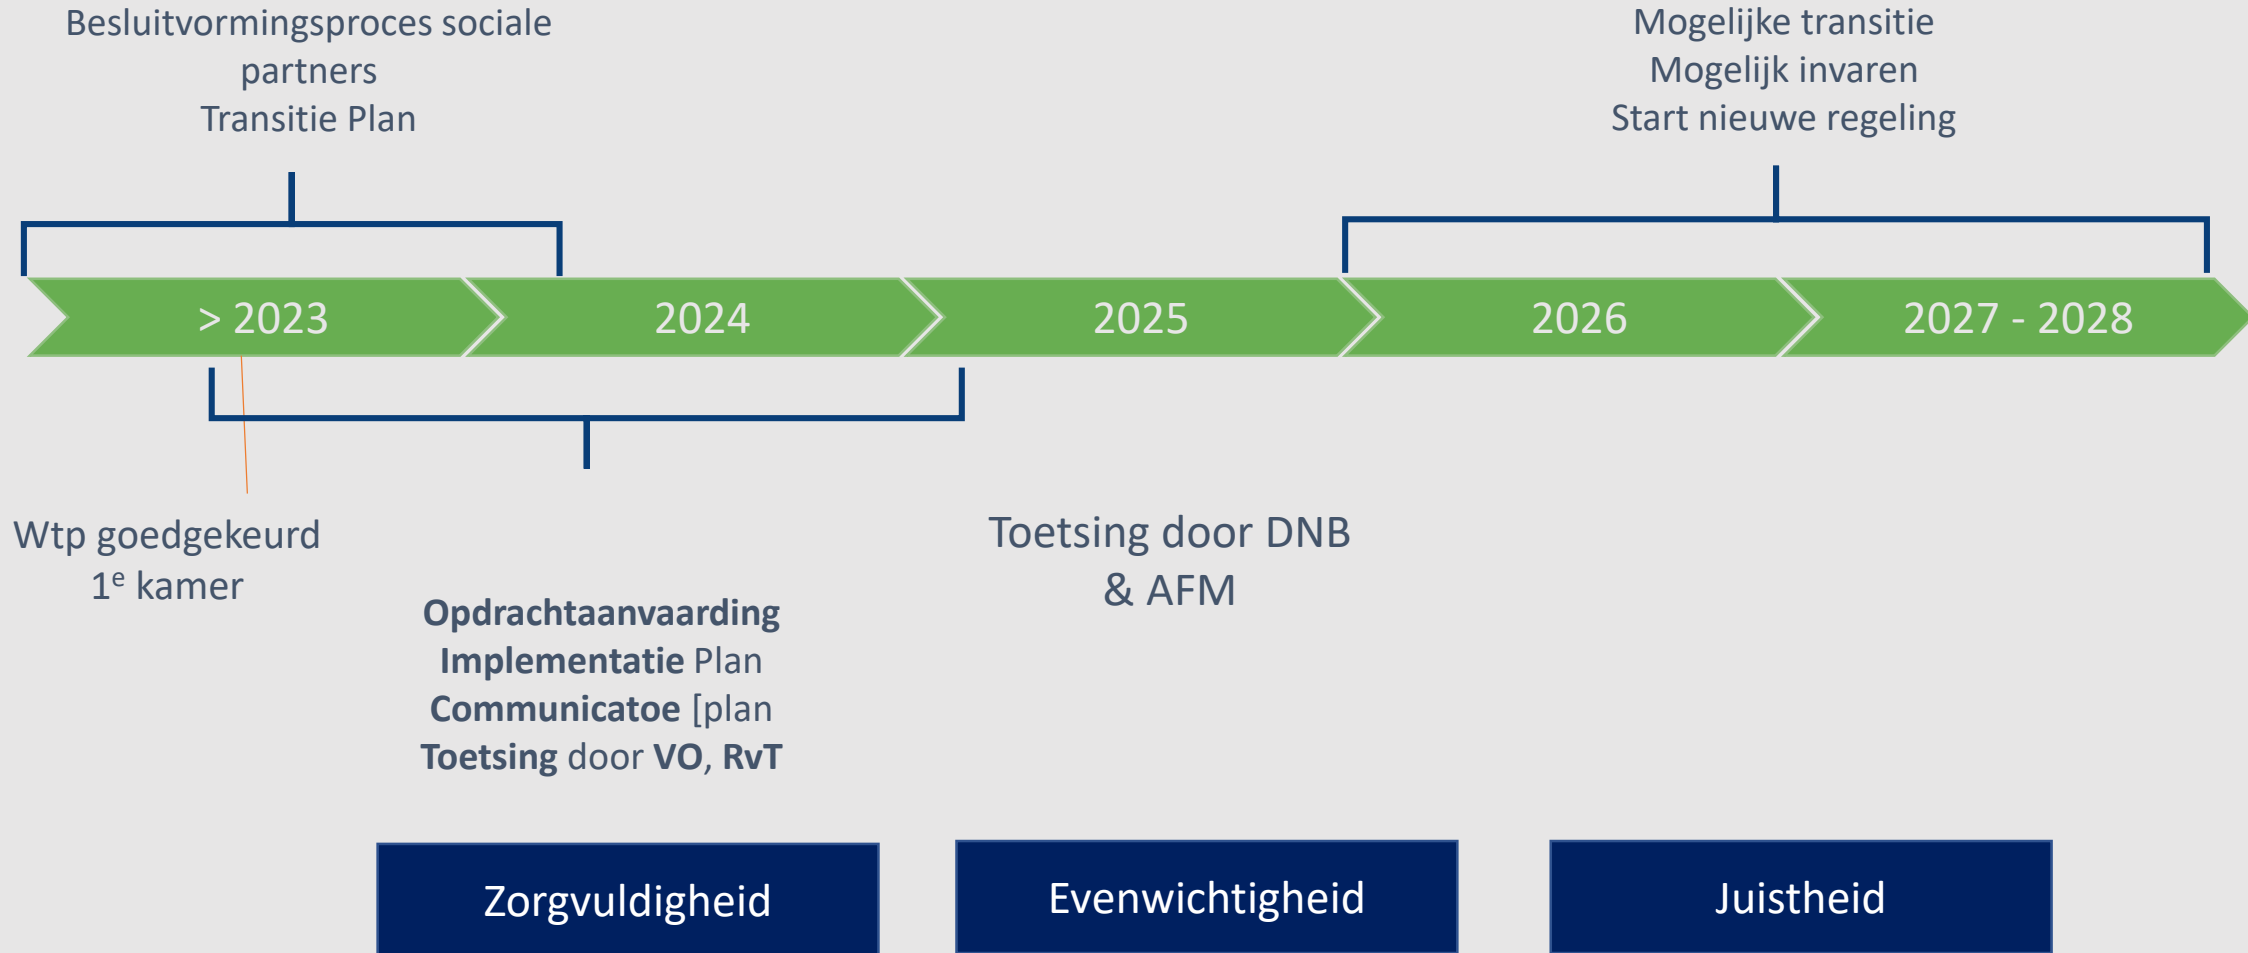 Besluitvormingsproces sociale
partners
Transitie Plan
Mogelijke transitie
Mogelijk invaren
Start nieuwe regeling
> 2023
2024
2025
2026
2027 - 2028
Wtp goedgekeurd
1e kamer
Opdrachtaanvaarding
Implementatie Plan
Communicatoe [plan
Toetsing door VO, RvT
Toetsing door DNB
& AFM
Zorgvuldigheid
Evenwichtigheid
Juistheid